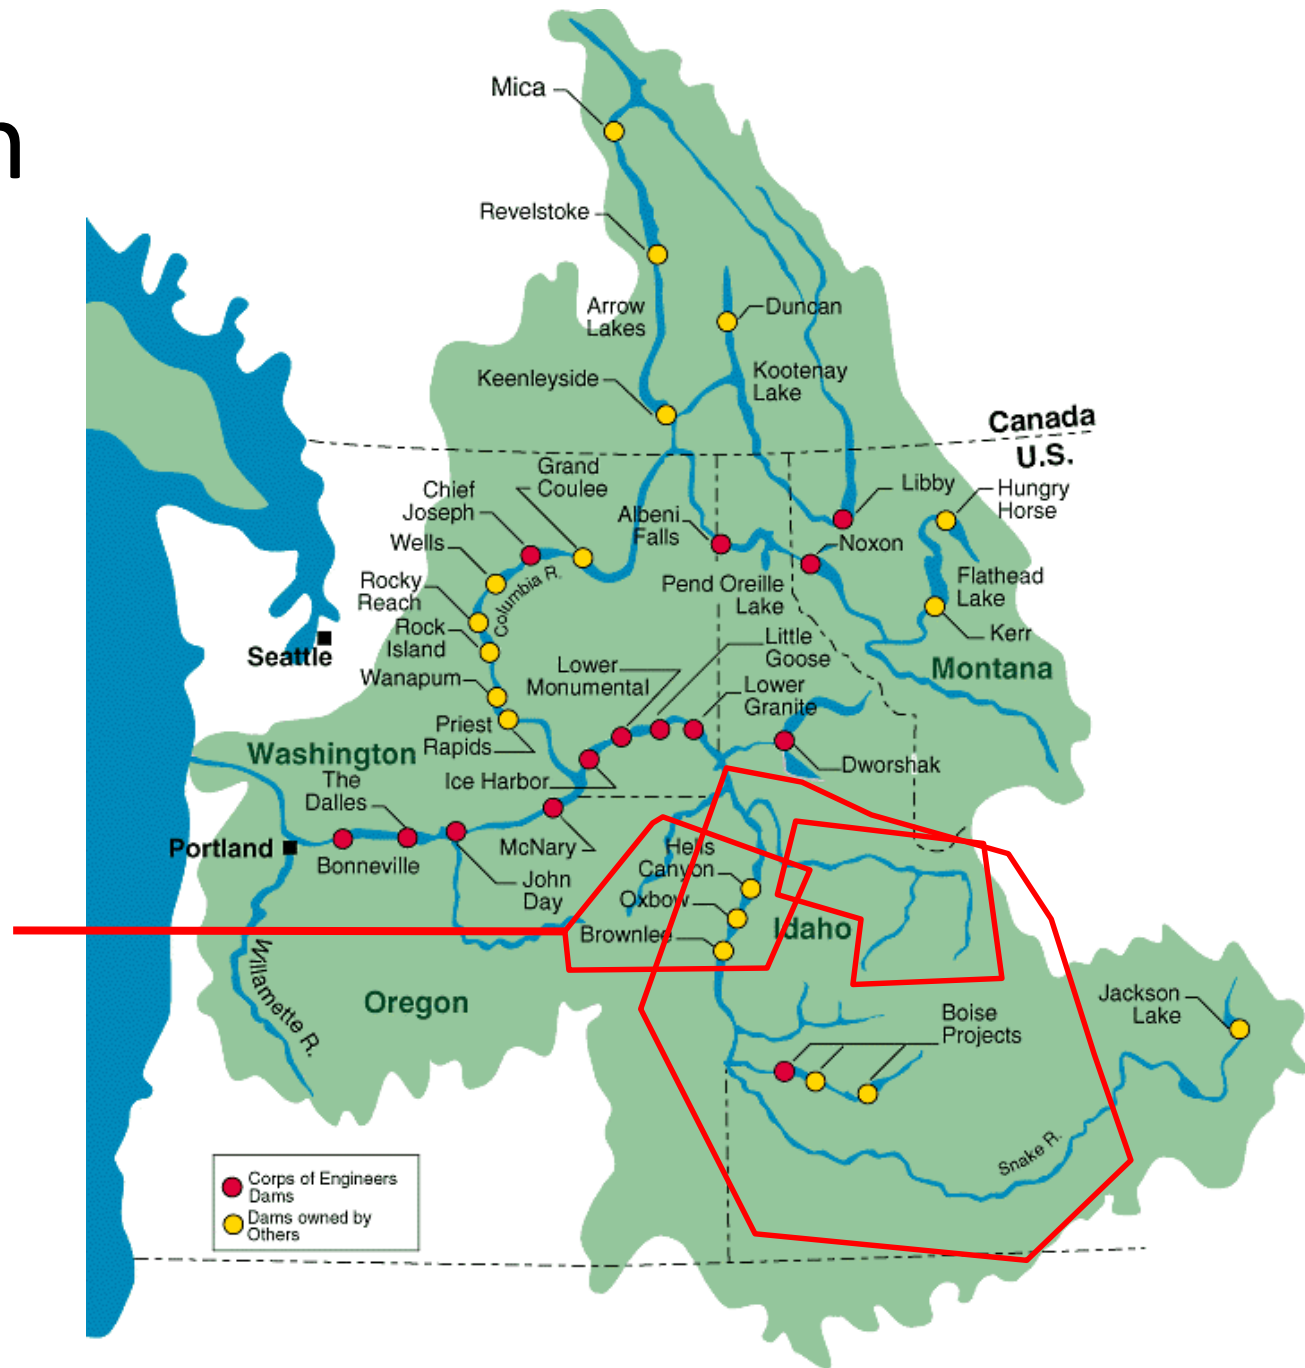 n
Mica
Revelstoke
Arrow
Lakes
Duncan
Keenleyside
Kootenay
Lake
Canada
U.S.
Grand
Coulee
Chief
Joseph
Libby
Hungry
Horse
Albeni
Falls
Wells
Noxon
Columbia R.
Rocky
Reach
Pend Oreille
Lake
Flathead
Lake
Rock
Island
Kerr
Seattle
Little
Goose
Lower
Monumental
Wanapum
Montana
Lower
Granite
Priest
Rapids
Washington
Dworshak
Ice Harbor
The
Dalles
Portland
McNary
Hells
Canyon
Bonneville
John
Day
Oxbow
Idaho
Brownlee
Willamette R.
Oregon
Jackson
Lake
Boise
Projects
Snake R.
Corps of Engineers
Dams
Dams owned by
Others